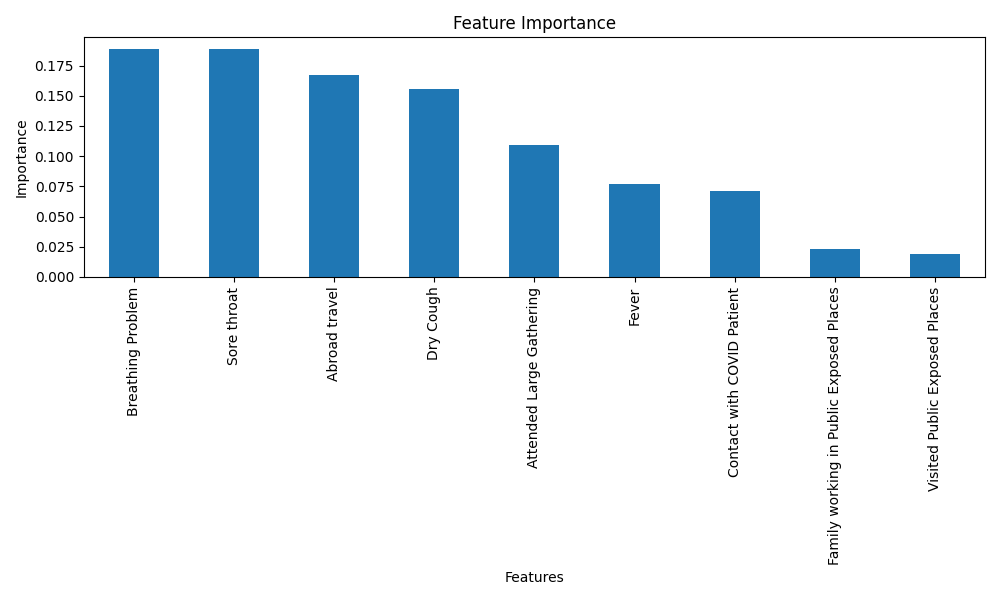 Feature Importance
Importance
0.175
0.150
0.125
0.100
0.075
0.050
0.025
0.000
Breathing Problem
Sore throat
Abroad travel
Dry Cough
Attended Large Gathering
Fever
Contact with COVID Patient
Family working in Public Exposed Places
Visited Public Exposed Places
Features